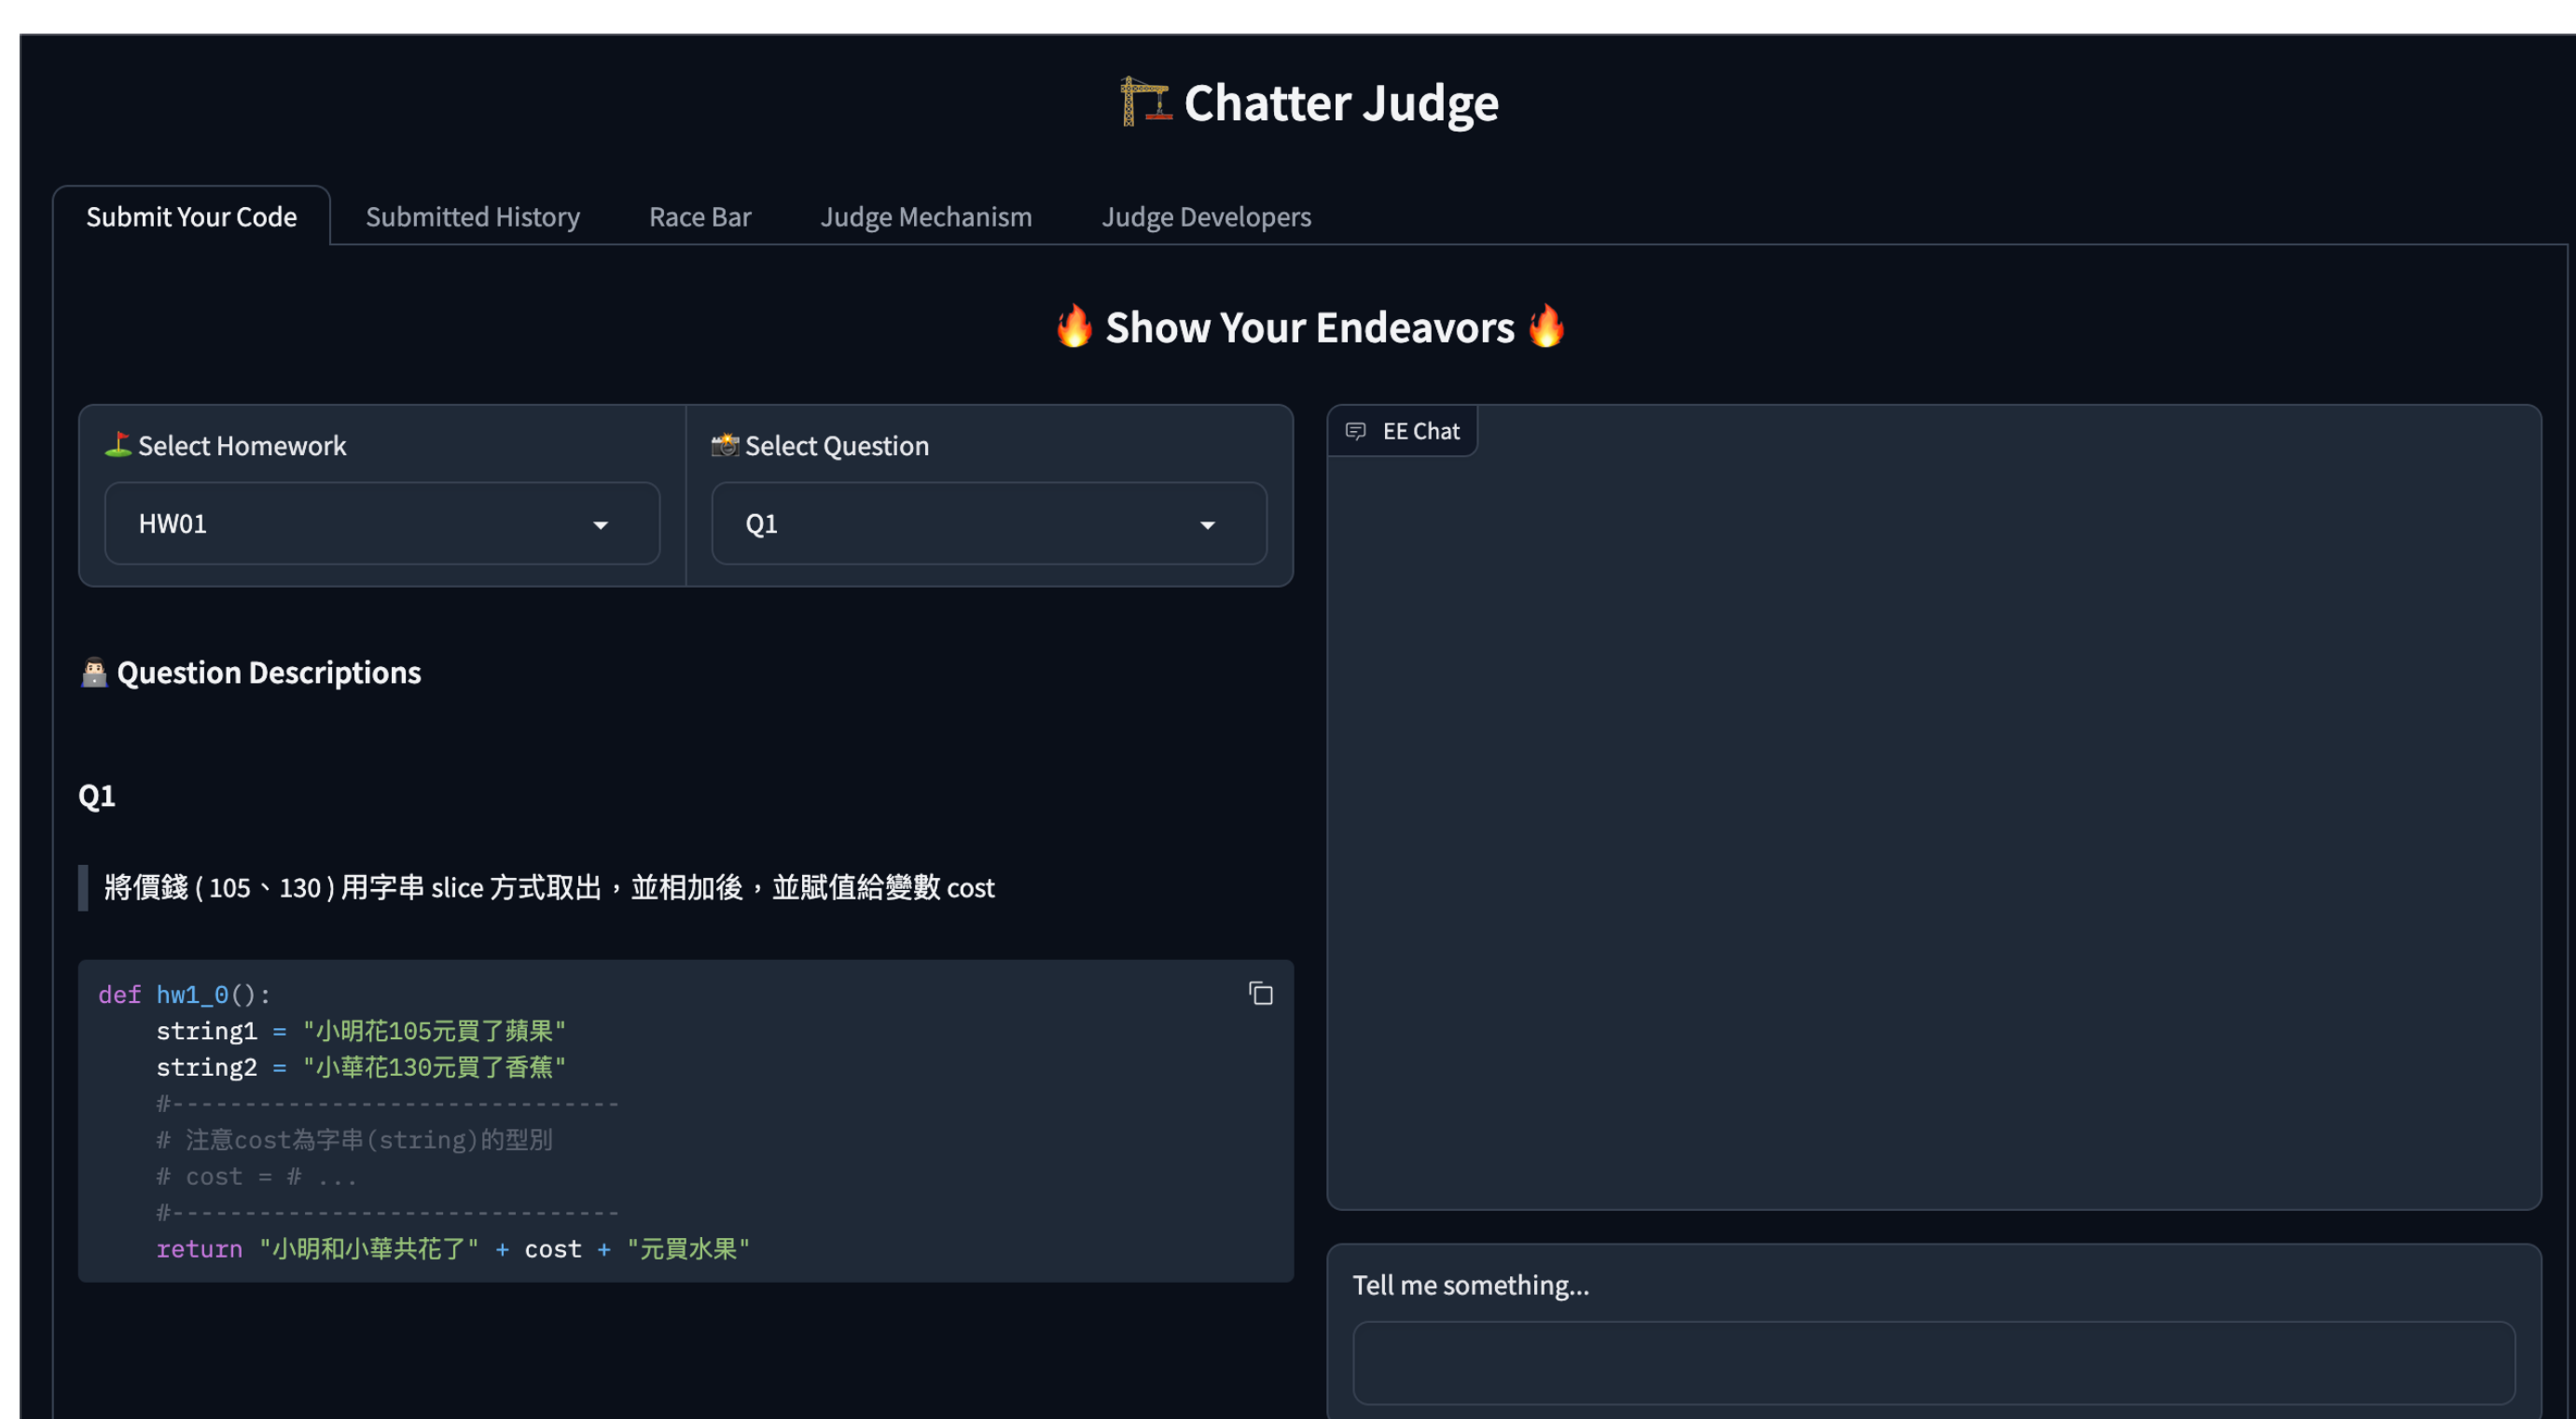 🏗️ Chatter Judge
Submit Your Code
Submitted History
Race Bar
Judge Mechanism
Judge Developers
🔥 Show Your Endeavors 🔥
⛳ Select Homework
HW01
📸 Select Question
Q1
👨🏻‍💻 Question Descriptions
Q1
將價錢 ( 105、130 ) 用字串 slice 方式取出，並相加後，並賦值給變數 cost
def hw1_0():
    string1 = "小明花105元買了蘋果"
    string2 = "小華花130元買了香蕉"
    #-------------------------------
    # 注意cost為字串(string)的型別
    # cost = # ...
    #-------------------------------
    return "小明和小華共花了" + cost + "元買水果"
EE Chat
Tell me something...